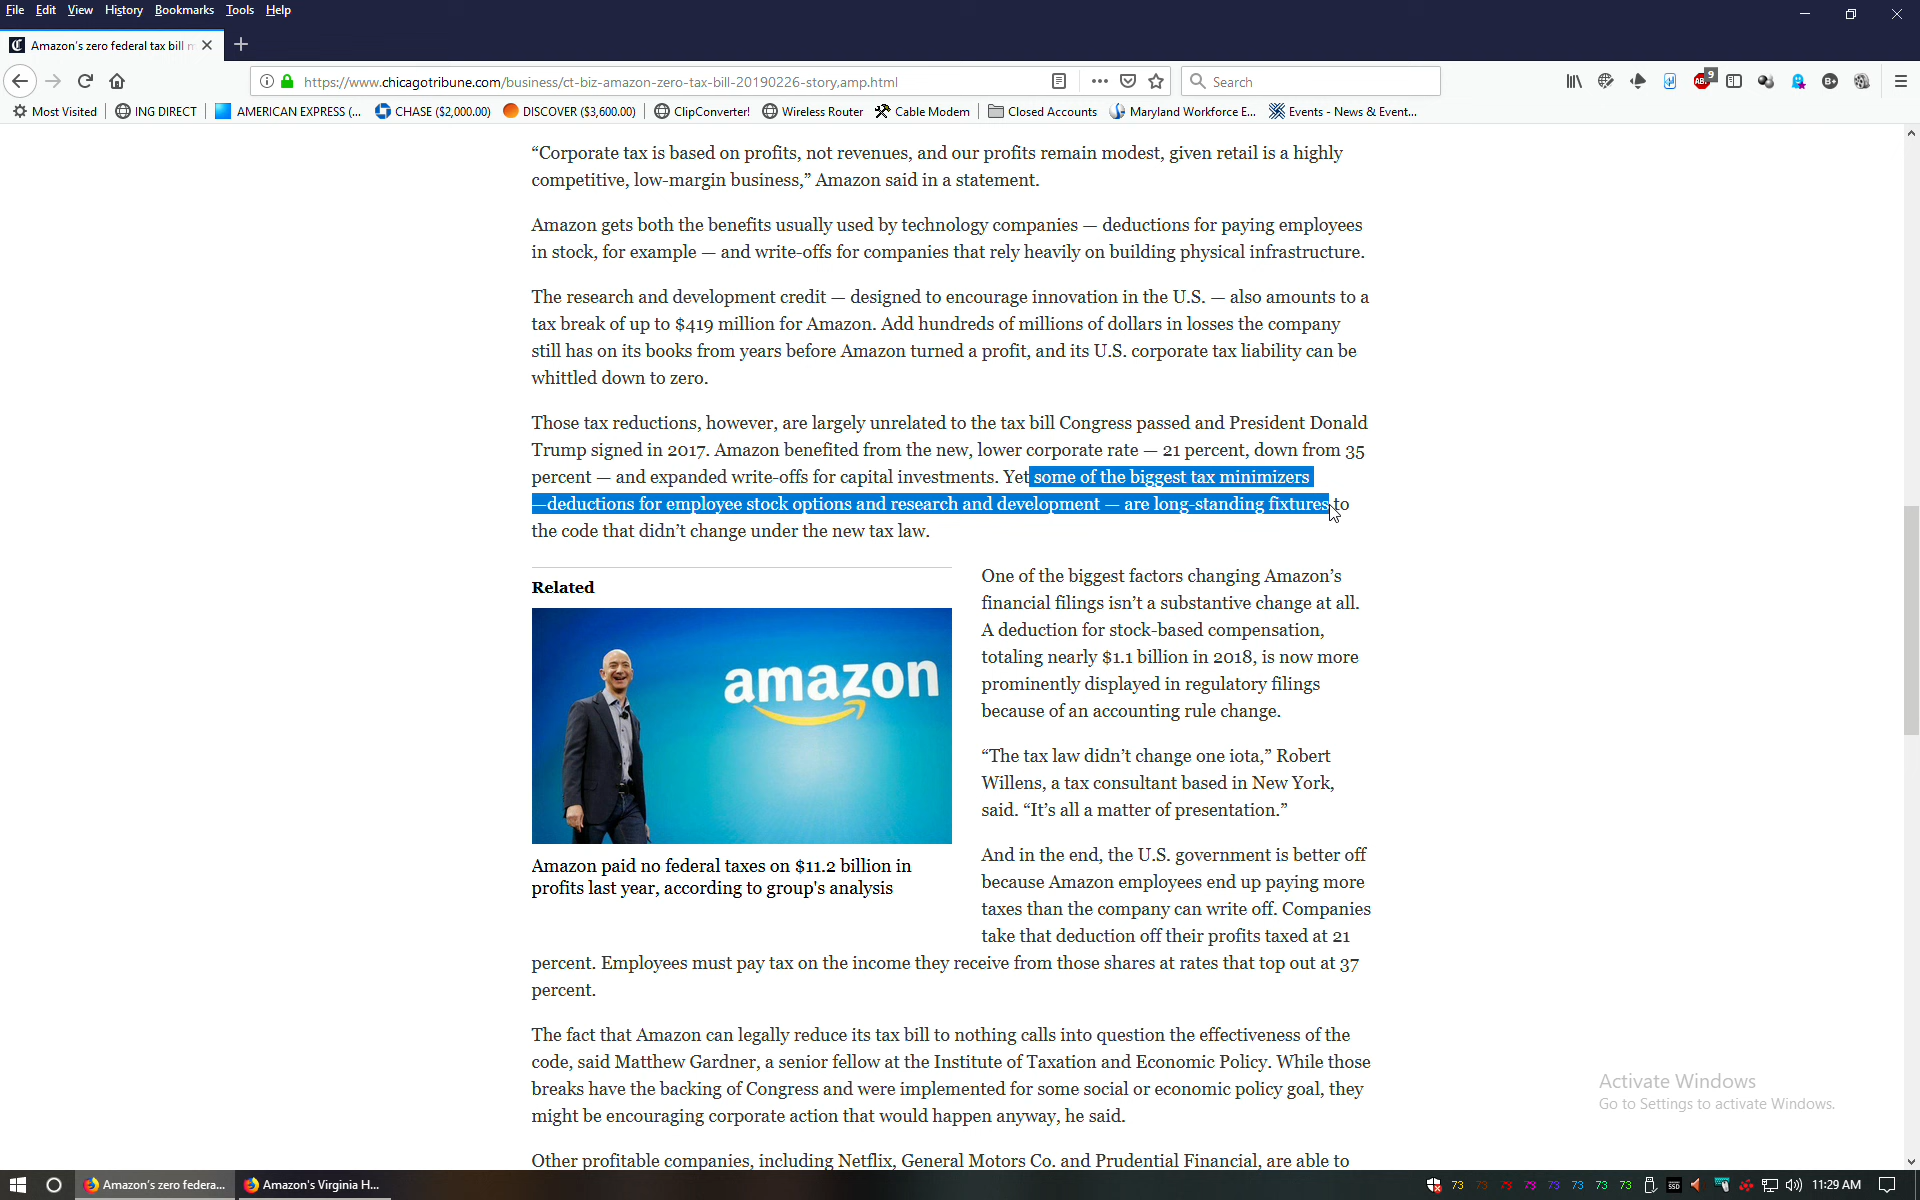 File Edit View History Bookmarks Tools Help
Amazon's zero federal tax bill
https://www.chicagotribune.com/business/ct-biz-amazon-zero-tax-bill-20190226-story,amp.html
Search
9
Most Visited ING DIRECT AMERICAN EXPRESS (... CHASE ($2,000.00) DISCOVER ($3,600.00) ClipConverter! Wireless Router Cable Modem Closed Accounts Maryland Workforce E... Events - News & Event...
“Corporate tax is based on profits, not revenues, and our profits remain modest, given retail is a highly
competitive, low-margin business,” Amazon said in a statement.
Amazon gets both the benefits usually used by technology companies — deductions for paying employees
in stock, for example — and write-offs for companies that rely heavily on building physical infrastructure.
The research and development credit — designed to encourage innovation in the U.S. — also amounts to a
tax break of up to $419 million for Amazon. Add hundreds of millions of dollars in losses the company
still has on its books from years before Amazon turned a profit, and its U.S. corporate tax liability can be
whittled down to zero.
Those tax reductions, however, are largely unrelated to the tax bill Congress passed and President Donald
Trump signed in 2017. Amazon benefited from the new, lower corporate rate — 21 percent, down from 35
percent — and expanded write-offs for capital investments. Yet some of the biggest tax minimizers
—deductions for employee stock options and research and development — are long-standing fixtures to
the code that didn’t change under the new tax law.
Related
amazon
Amazon paid no federal taxes on $11.2 billion in
profits last year, according to group's analysis
One of the biggest factors changing Amazon’s
financial filings isn’t a substantive change at all.
A deduction for stock-based compensation,
totaling nearly $1.1 billion in 2018, is now more
prominently displayed in regulatory filings
because of an accounting rule change.
“The tax law didn’t change one iota,” Robert
Willens, a tax consultant based in New York,
said. “It’s all a matter of presentation.”
And in the end, the U.S. government is better off
because Amazon employees end up paying more
taxes than the company can write off. Companies
take that deduction off their profits taxed at 21
percent. Employees must pay tax on the income they receive from those shares at rates that top out at 37
percent.
The fact that Amazon can legally reduce its tax bill to nothing calls into question the effectiveness of the
code, said Matthew Gardner, a senior fellow at the Institute of Taxation and Economic Policy. While those
breaks have the backing of Congress and were implemented for some social or economic policy goal, they
might be encouraging corporate action that would happen anyway, he said.
Other profitable companies, including Netflix, General Motors Co. and Prudential Financial, are able to
Activate Windows
Go to Settings to activate Windows.
Amazon's zero federa... Amazon's Virginia H... 73 73 73 73 73 73 73 73 SSD 11:29 AM